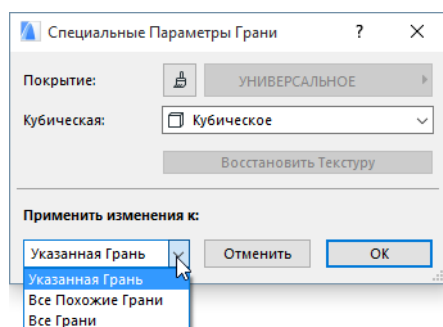 Специальные Параметры Грани ?
Покрытие: УНИВЕРСАЛЬНОЕ
Кубическая: Кубическое
Восстановить Текстуру
Применить изменения к:
Указанная Грань Отменить ОК
Указанная Грань
Все Похожие Грани
Все Грани